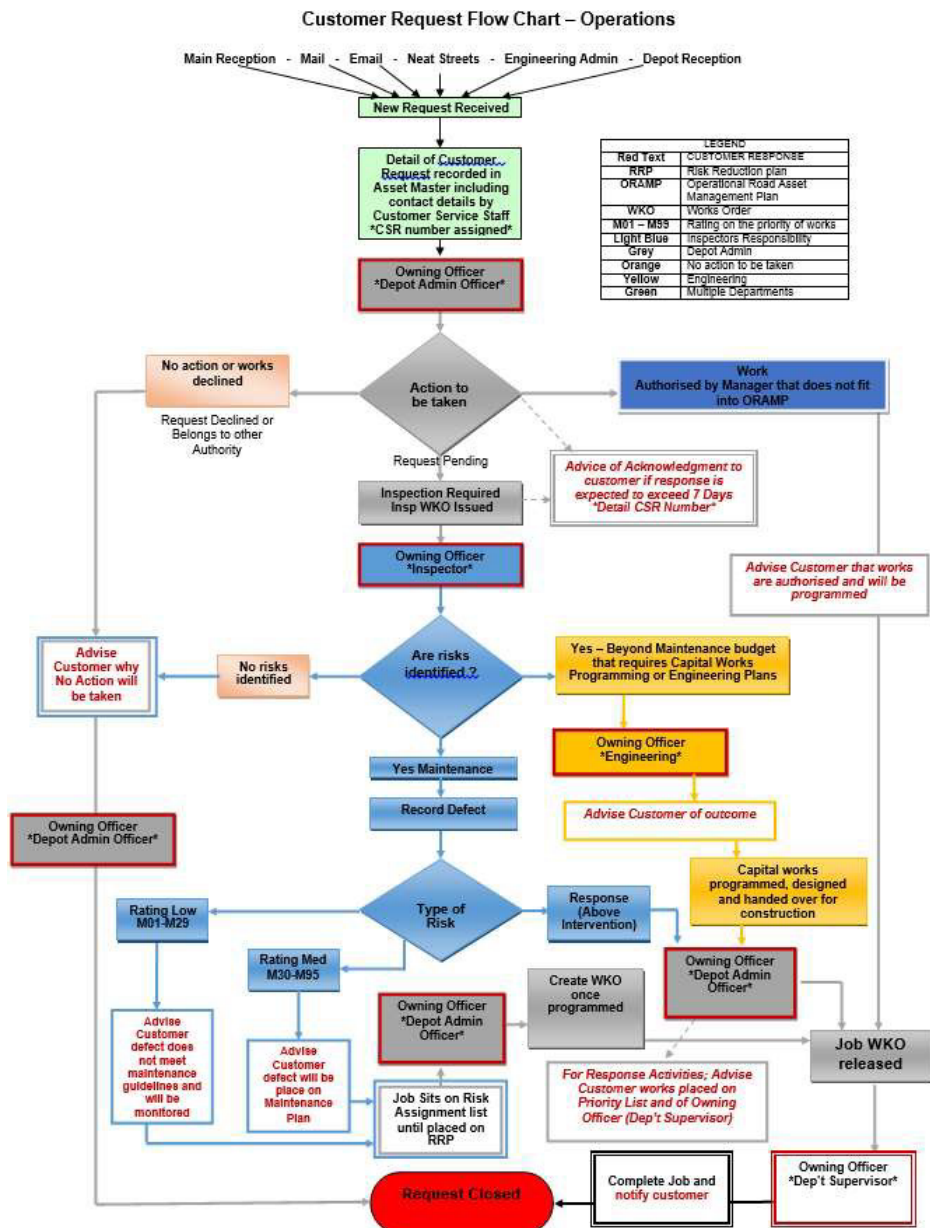 Customer Request Flow Chart – Operations
Main Reception - Mail - Email - Neat Streets - Engineering Admin - Depot Reception
New Request Received
Detail of Customer
Request recorded in
Asset Master including
contact details by
Customer Service Staff
*CSR number assigned*
LEGEND
Red Text CUSTOMER RESPONSE
RRP Risk Reduction plan
ORAMP Operational Road Asset
Management Plan
WKO Works Order
M01 – M99 Rating on the priority of works
Light Blue Inspectors Responsibility
Grey Depot Admin
Orange No action to be taken
Yellow Engineering
Green Multiple Departments
Owning Officer
*Depot Admin Officer*
No action or works
declined
Request Declined or
Belongs to other
Authority
Action to
be taken
Work
Authorised by Manager that does not fit
into ORAMP
Request Pending
Inspection Required
Insp WKO Issued
Advice of Acknowledgment to
customer if response is
expected to exceed 7 Days
*Detail CSR Number*
Owning Officer
*Inspector*
Advise Customer that works
are authorised and will be
programmed
Advise
Customer why
No Action will
be taken
No risks
identified
Are risks
identified ?
Yes – Beyond Maintenance budget
that requires Capital Works
Programming or Engineering Plans
Owning Officer
*Engineering*
Yes Maintenance
Record Defect
Advise Customer of outcome
Owning Officer
*Depot Admin Officer*
Capital works
programmed, designed
and handed over for
construction
Rating Low
M01-M29
Type of
Risk
Response
(Above
Intervention)
Rating Med
M30-M95
Owning Officer
*Depot Admin
Officer*
Create WKO
once
programmed
Owning Officer
*Depot Admin
Officer*
Job WKO
released
Advise
Customer
defect does
not meet
maintenance
guidelines and
will be
monitored
Advise
Customer
defect will be
place on
Maintenance
Plan
Job Sits on Risk
Assignment list
until placed on
RRP
For Response Activities; Advise
Customer works placed on
Priority List and of Owning
Officer (Dep't Supervisor)
Request Closed
Complete Job and
notify customer
Owning Officer
*Dep't Supervisor*